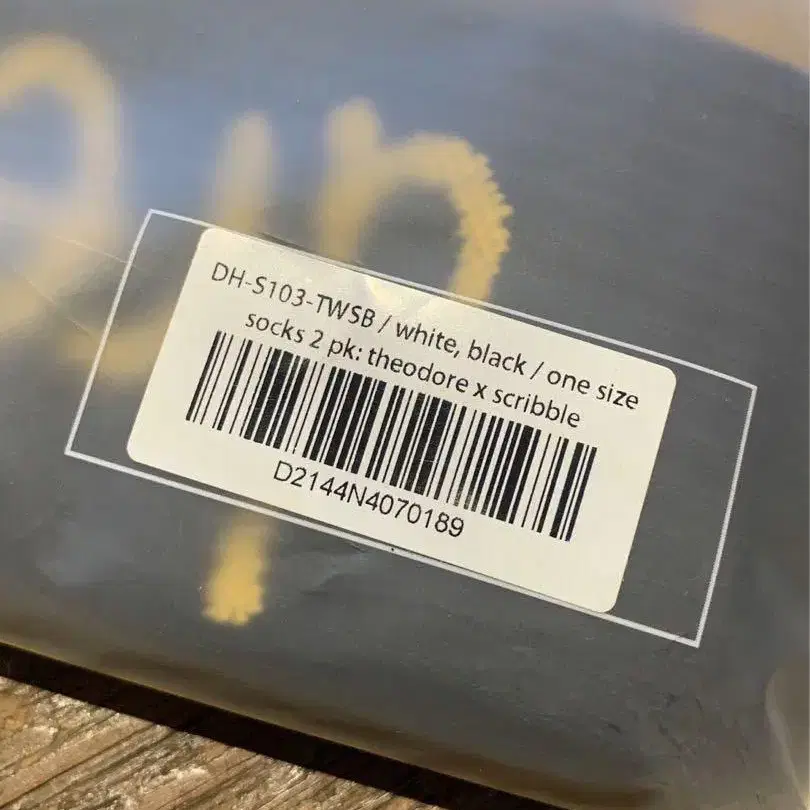 DH-S103-TWSB / white, black / one size
socks 2 pk: theodore x scribble
D2144N4070189